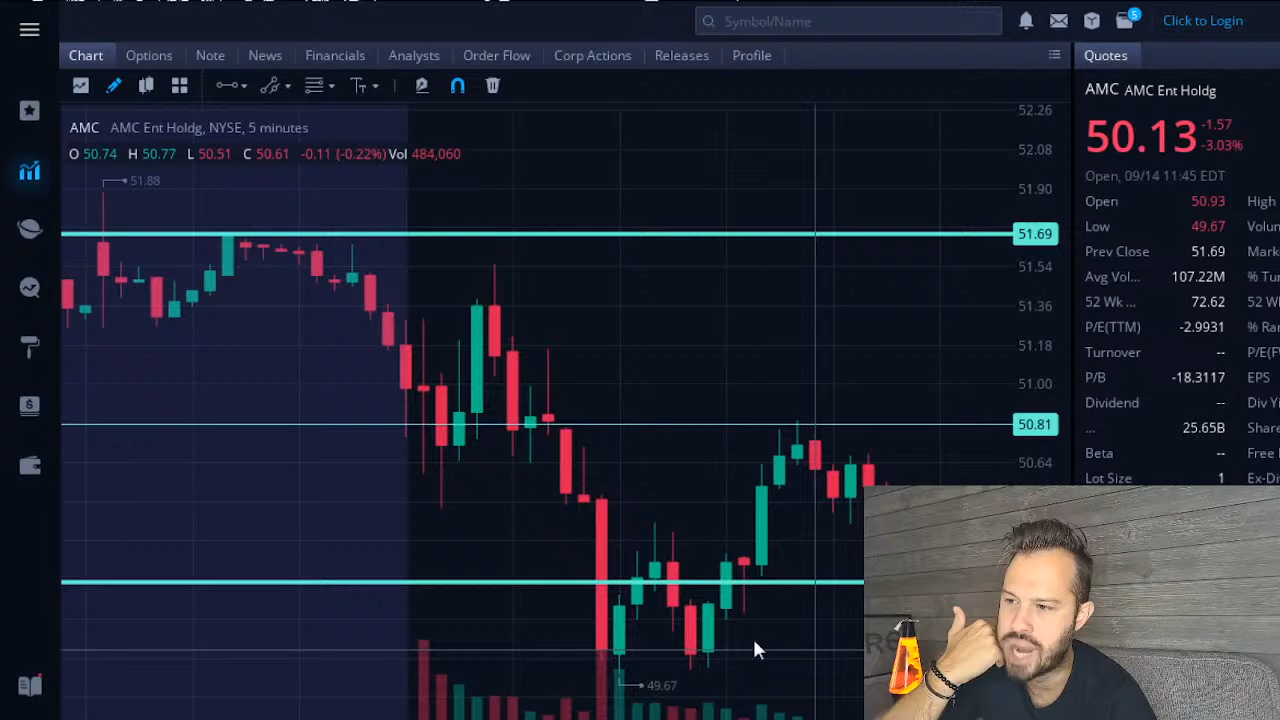 Symbol/Name
5
Click to Login
Chart Options Note News Financials Analysts Order Flow Corp Actions Releases Profile
Quotes
AMC AMC Ent Holdg, NYSE, 5 minutes
O 50.74 H 50.77 L 50.51 C 50.61 -0.11 (-0.22%) Vol 484,060
51.88
52.26
52.08
51.90
51.69
51.54
51.36
51.18
51.00
50.81
50.64
49.67
AMC AMC Ent Holdg
50.13 -1.57
-3.03%
Open, 09/14 11:45 EDT
Open 50.93 High
Low 49.67 Volu
Prev Close 51.69 Mark
Avg Vol... 107.22M % Tu
52 Wk ... 72.62 52 W
P/E(TTM) -2.9931 % Ra
Turnover -- P/E(F
P/B -18.3117 EPS
Dividend -- Div Yi
... 25.65B Share
Beta -- Free
Lot Size 1 Ex-Di